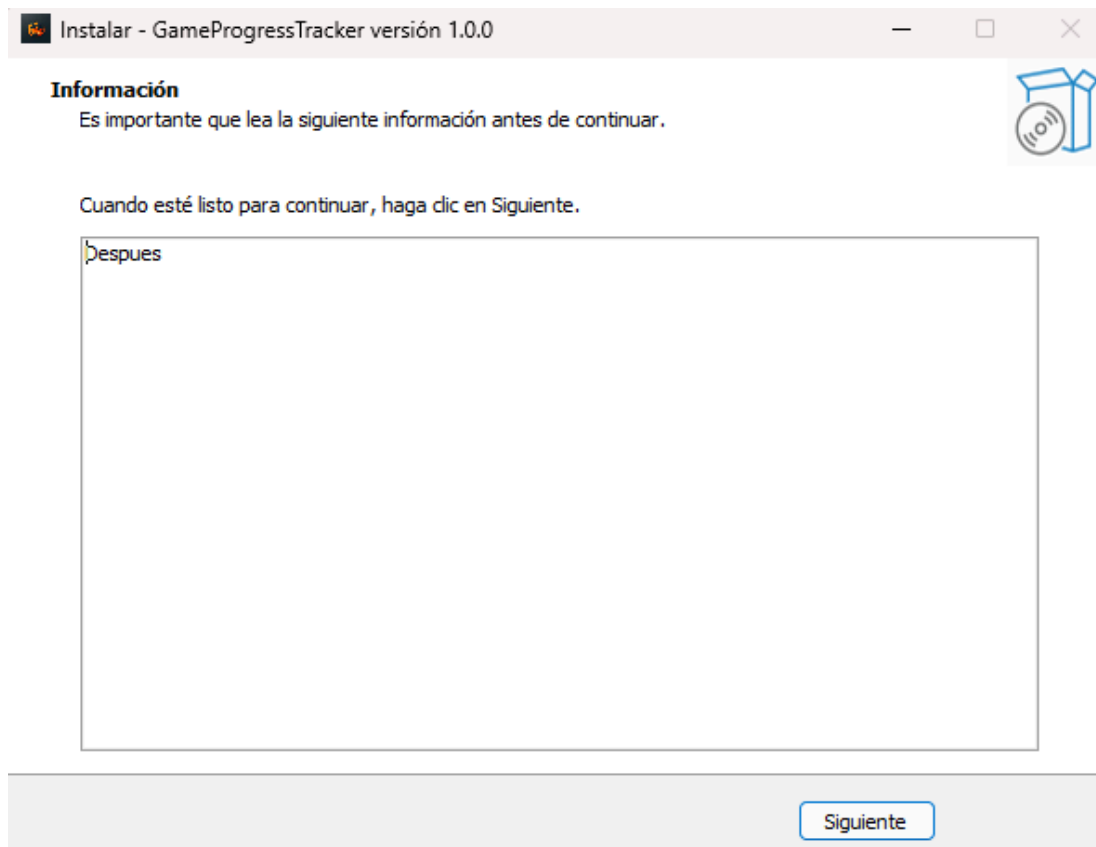 Instalar - GameProgressTracker versión 1.0.0
Información
Es importante que lea la siguiente información antes de continuar.
Cuando esté listo para continuar, haga clic en Siguiente.
Despues
Siguiente